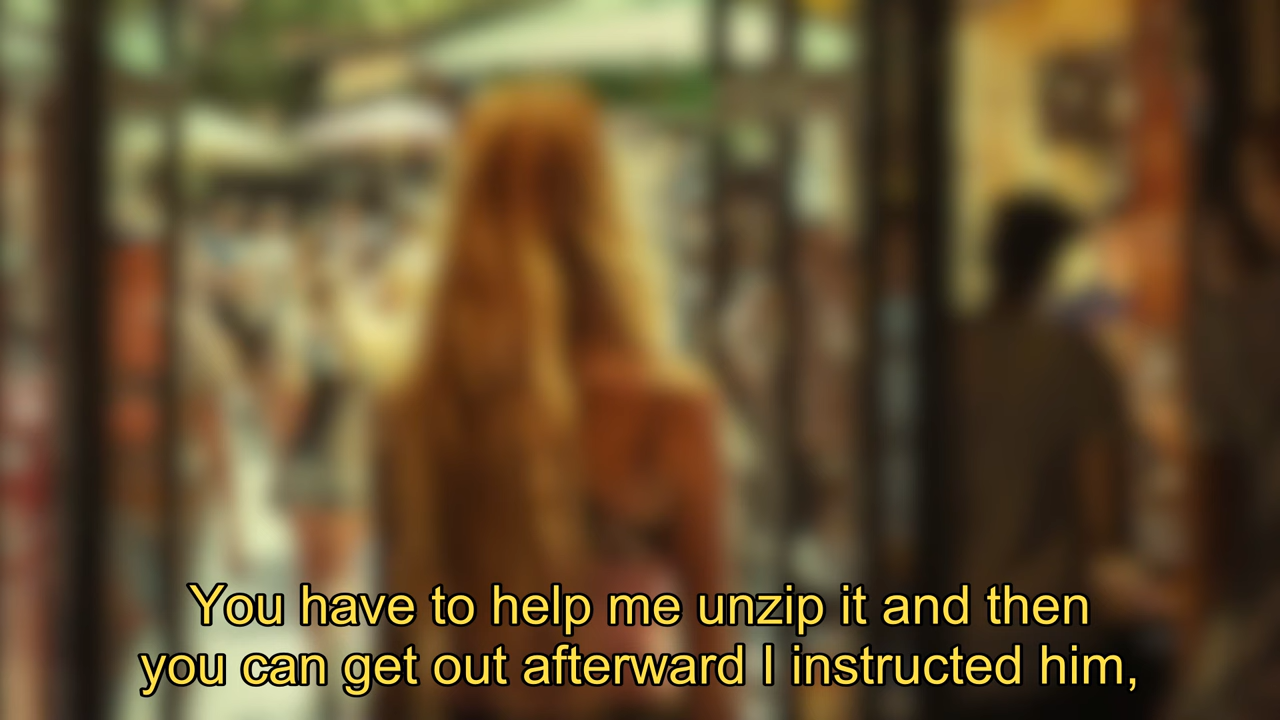 You have to help me unzip it and then
you can get out afterward I instructed him,